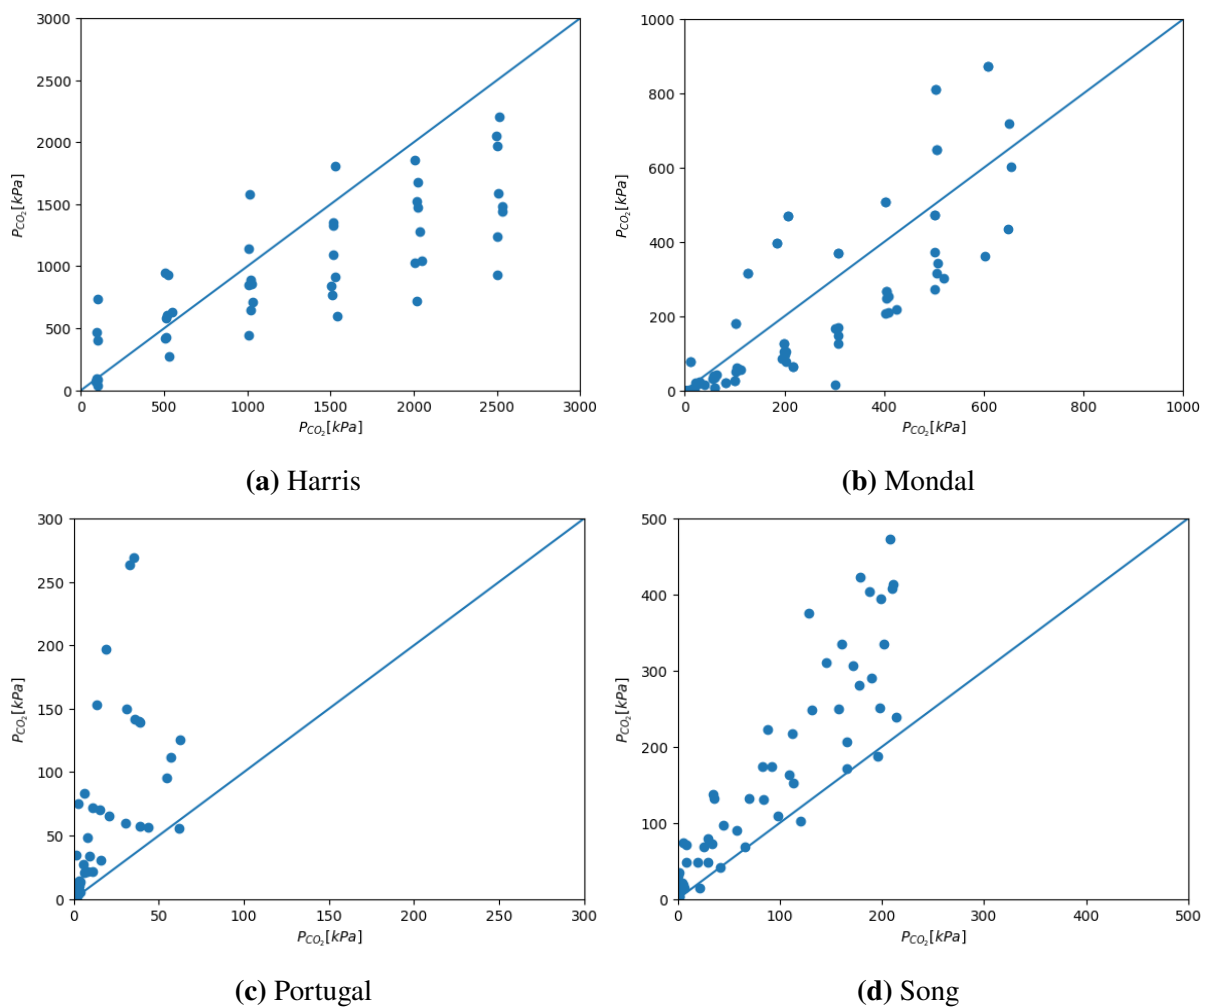 3000
2500
2000
1500
1000
500
0
P_{CO_2}[kPa]
0 500 1000 1500 2000 2500 3000
P_{CO_2}[kPa]
(a) Harris
1000
800
600
400
200
0
P_{CO_2}[kPa]
0 200 400 600 800 1000
P_{CO_2}[kPa]
(b) Mondal
300
250
200
150
100
50
0
P_{CO_2}[kPa]
0 50 100 150 200 250 300
P_{CO_2}[kPa]
(c) Portugal
500
400
300
200
100
0
P_{CO_2}[kPa]
0 100 200 300 400 500
P_{CO_2}[kPa]
(d) Song